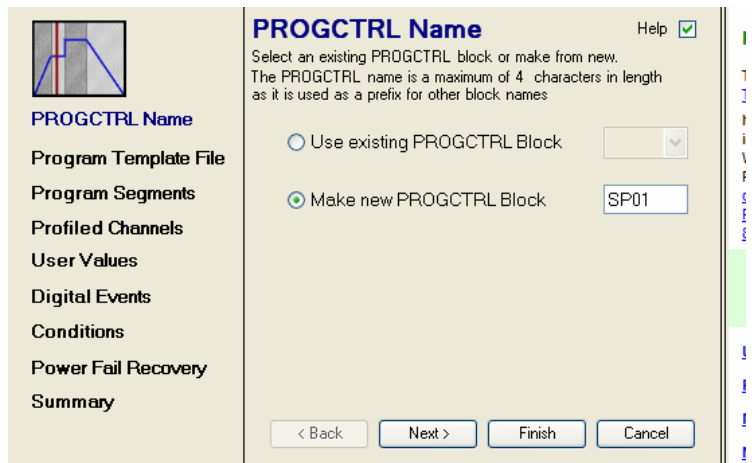 PROGCTRL Name
Help
Select an existing PROGCTRL block or make from new.
The PROGCTRL name is a maximum of 4 characters in length
as it is used as a prefix for other block names
PROGCTRL Name
Program Template File
Program Segments
Profiled Channels
User Values
Digital Events
Conditions
Power Fail Recovery
Summary
Use existing PROGCTRL Block
Make new PROGCTRL Block
SP01
< Back
Next >
Finish
Cancel